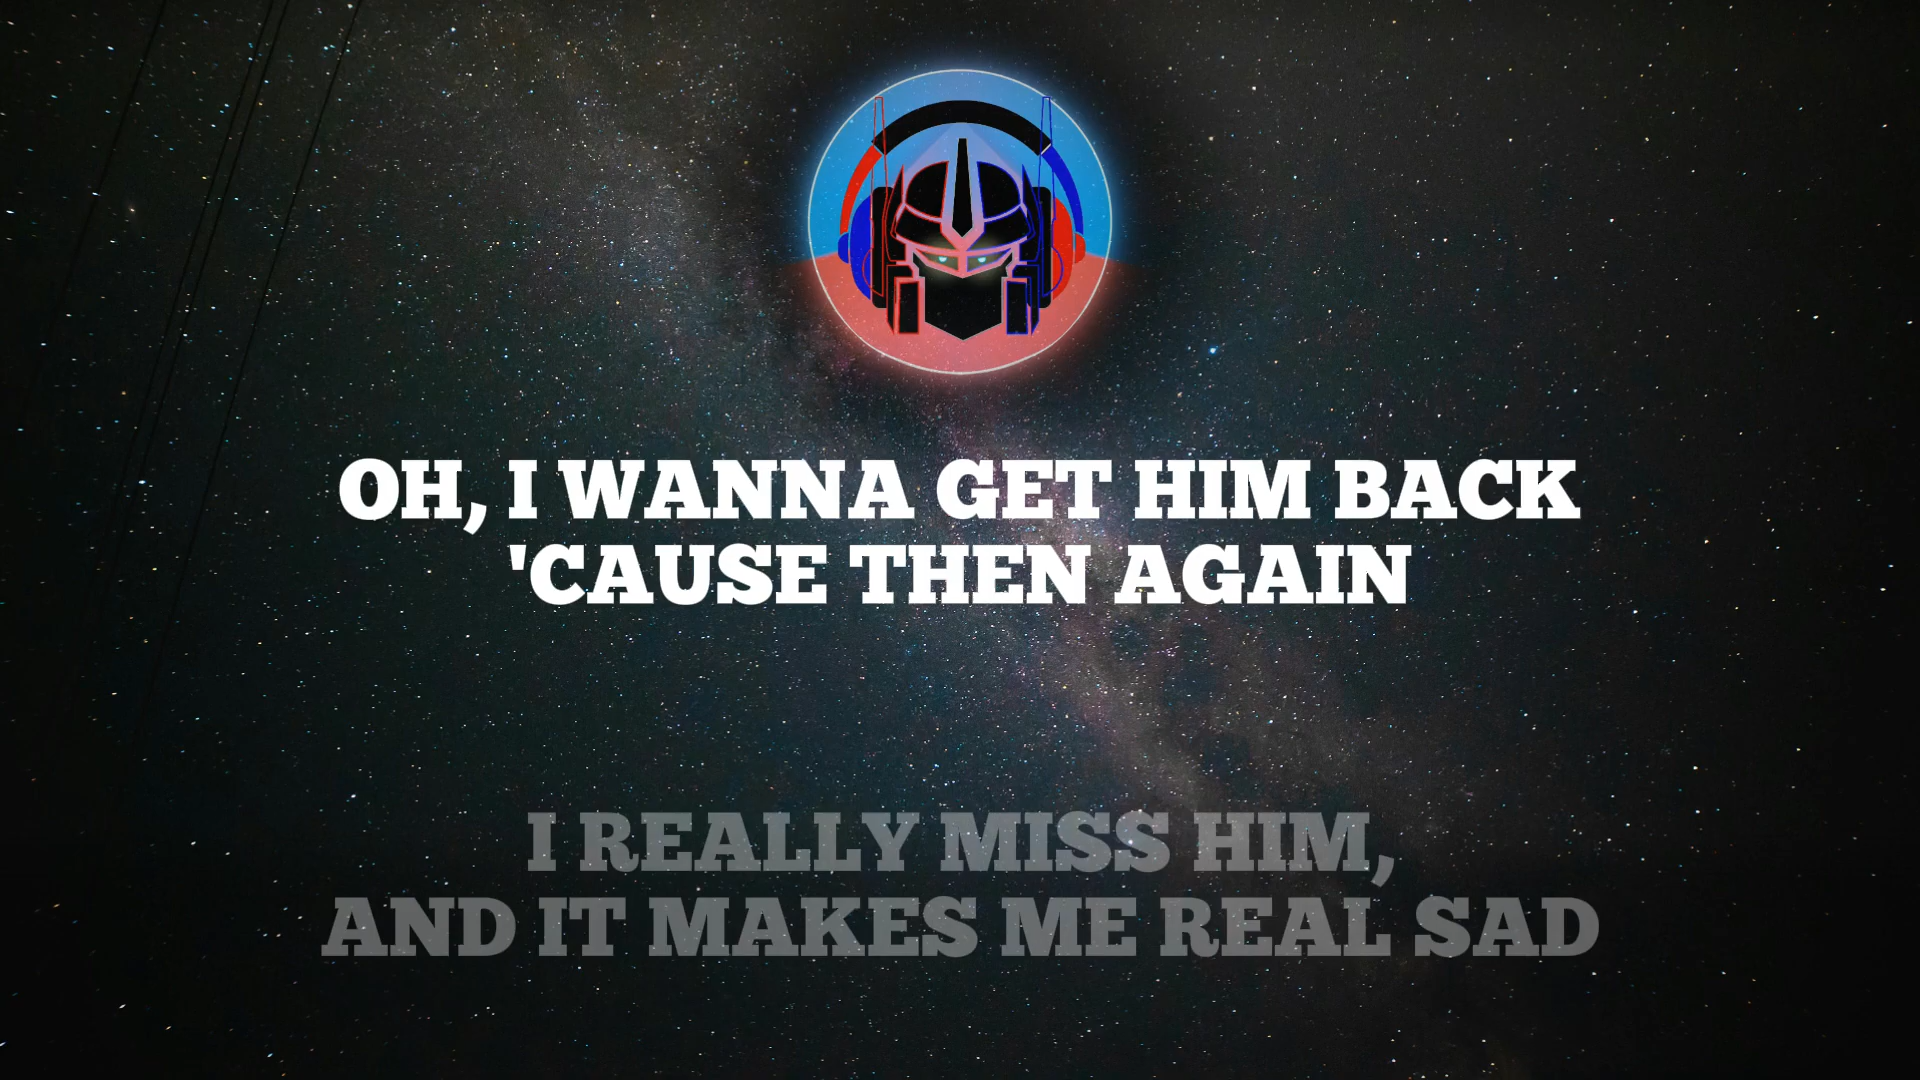 OH, I WANNA GET HIM BACK
'CAUSE THEN AGAIN
I REALLY MISS HIM,
AND IT MAKES ME REAL SAD